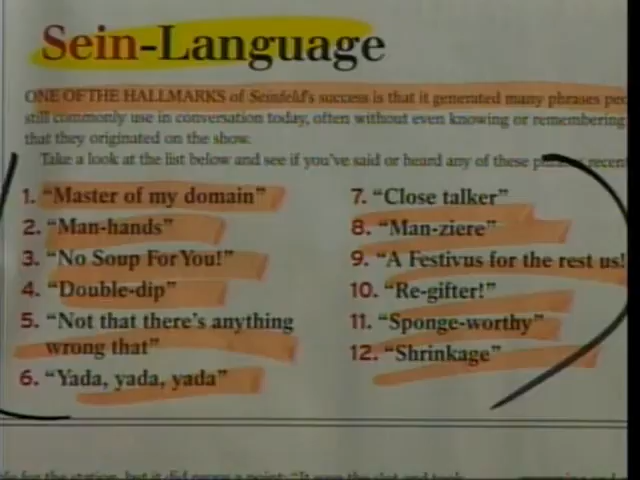 Sein-Language
ONE OF THE HALLMARKS of Seinfeld's success is that it generated many phrases
still commonly use in conversation today, often without even knowing or remembering
that they originated on the show.
Take a look at the list below and see if you've said or heard any of these
1. "Master of my domain"
2. "Man-hands"
3. "No Soup For You!"
4. "Double-dip"
5. "Not that there's anything
wrong that"
6. "Yada, yada, yada"
7. "Close talker"
8. "Man-ziere"
9. "A Festivus for the rest us!
10. "Re-gifter!"
11. "Sponge-worthy"
12. "Shrinkage"